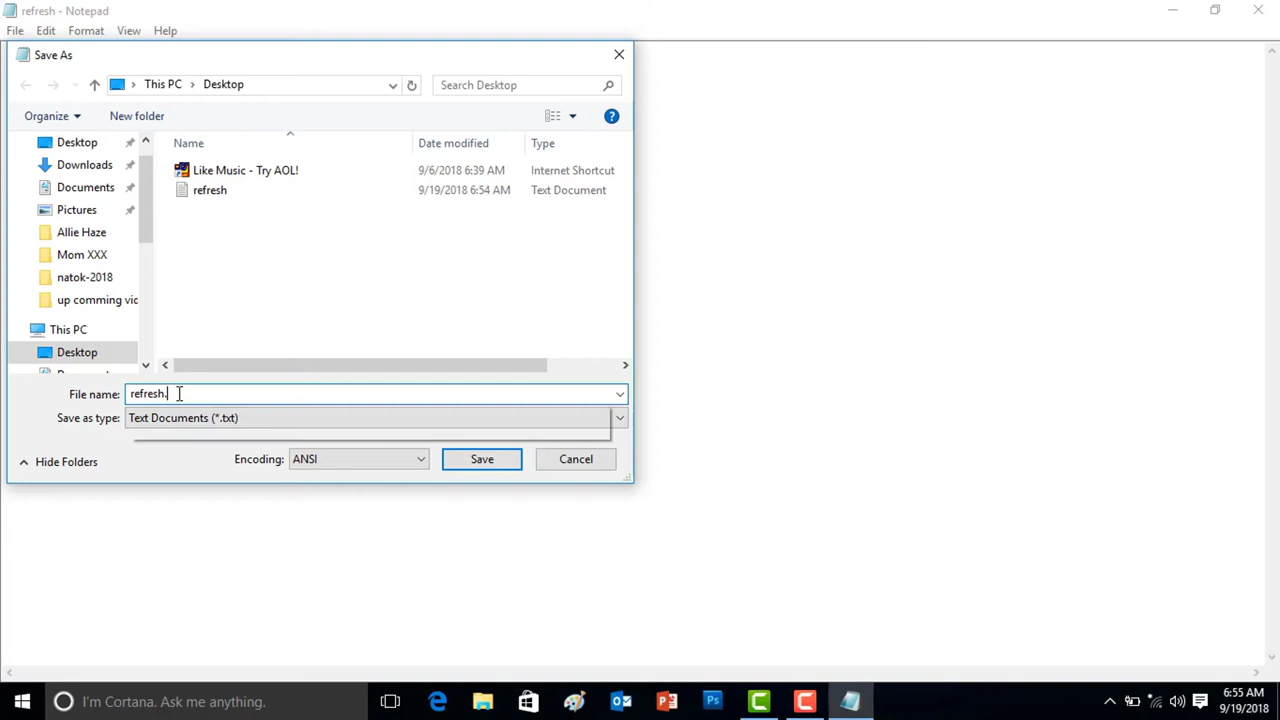 refresh - Notepad
File Edit Format View Help
Save As
This PC Desktop Search Desktop
Organize New folder
Name Date modified Type
Desktop
Downloads
Documents
Pictures
Allie Haze
Mom XXX
natok-2018
up comming vid
This PC
Desktop
Like Music - Try AOL! 9/6/2018 6:39 AM Internet Shortcut
refresh 9/19/2018 6:54 AM Text Document
File name: refresh.
Save as type: Text Documents (*.txt)
Hide Folders Encoding: ANSI Save Cancel
I'm Cortana. Ask me anything.
6:55 AM
9/19/2018